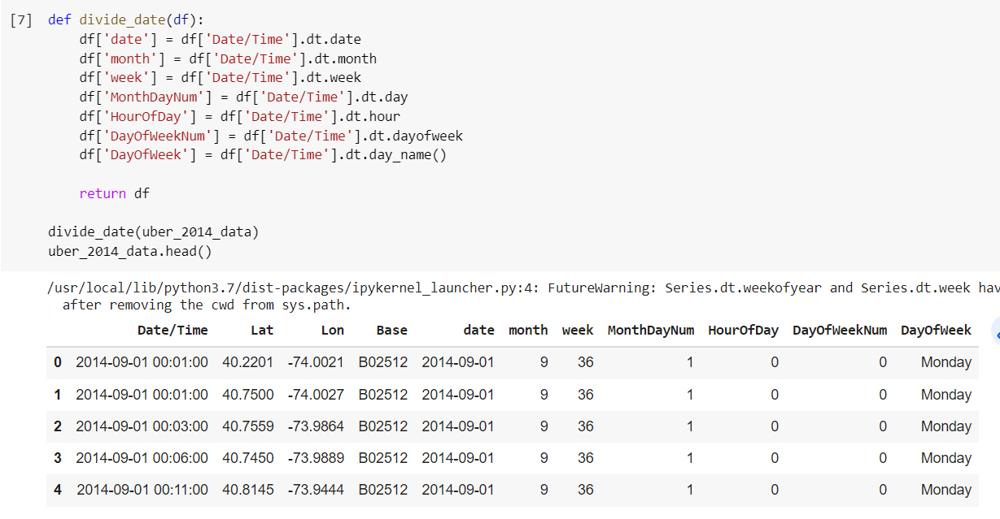 [7] def divide_date(df):
df['date'] = df['Date/Time'].dt.date
df['month'] = df['Date/Time'].dt.month
df['week'] = df['Date/Time'].dt.week
df['MonthDayNum'] = df['Date/Time'].dt.day
df['HourOfDay'] = df['Date/Time'].dt.hour
df['DayOfWeekNum'] = df['Date/Time'].dt.dayofweek
df['DayOfWeek'] = df['Date/Time'].dt.day_name()
return df
divide_date(uber_2014_data)
uber_2014_data.head()
/usr/local/lib/python3.7/dist-packages/ipykernel_launcher.py:4: FutureWarning: Series.dt.weekofyear and Series.dt.week hav
after removing the cwd from sys.path.
Date/Time Lat Lon Base date month week MonthDayNum HourOfDay DayOfWeekNum DayOfWeek
0 2014-09-01 00:01:00 40.2201 -74.0021 B02512 2014-09-01 9 36 1 0 0 Monday
1 2014-09-01 00:01:00 40.7500 -74.0027 B02512 2014-09-01 9 36 1 0 0 Monday
2 2014-09-01 00:03:00 40.7559 -73.9864 B02512 2014-09-01 9 36 1 0 0 Monday
3 2014-09-01 00:06:00 40.7450 -73.9889 B02512 2014-09-01 9 36 1 0 0 Monday
4 2014-09-01 00:11:00 40.8145 -73.9444 B02512 2014-09-01 9 36 1 0 0 Monday